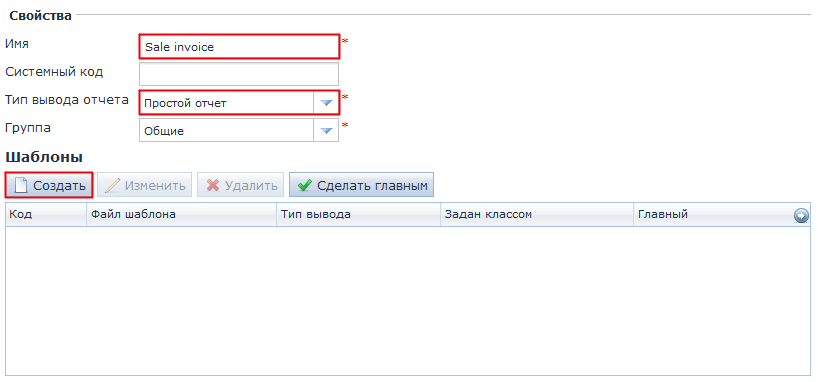 Свойства
Имя Sale invoice *
Системный код
Тип вывода отчета Простой отчет *
Группа Общие *
Шаблоны
Создать Изменить Удалить Сделать главным
Код Файл шаблона Тип вывода Задан классом Главный